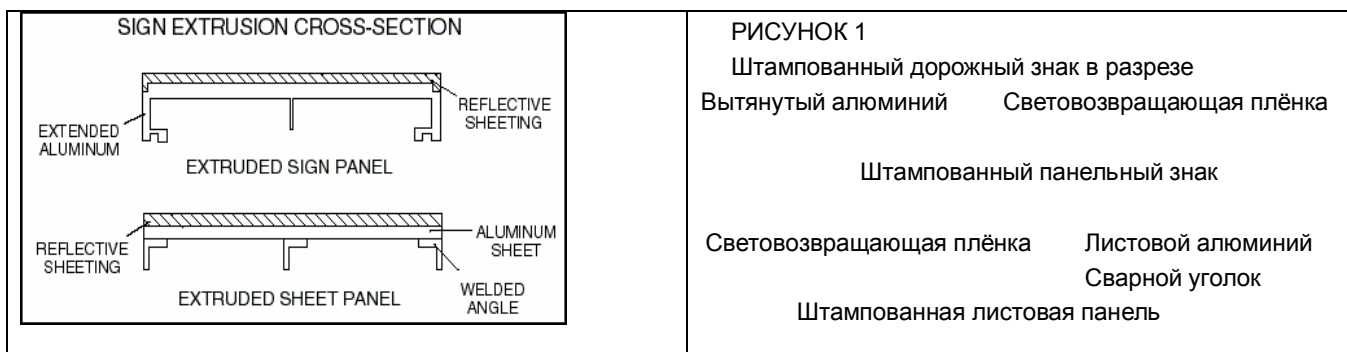 SIGN EXTRUSION CROSS-SECTION
REFLECTIVE
SHEETING
EXTENDED
ALUMINUM
EXTRUDED SIGN PANEL
REFLECTIVE
SHEETING
ALUMINUM
SHEET
WELDED
ANGLE
EXTRUDED SHEET PANEL
РИСУНОК 1
Штампованный дорожный знак в разрезе
Вытянутый алюминий Световозвращающая плёнка
Штампованный панельный знак
Световозвращающая плёнка Листовой алюминий
Сварной уголок
Штампованная листовая панель